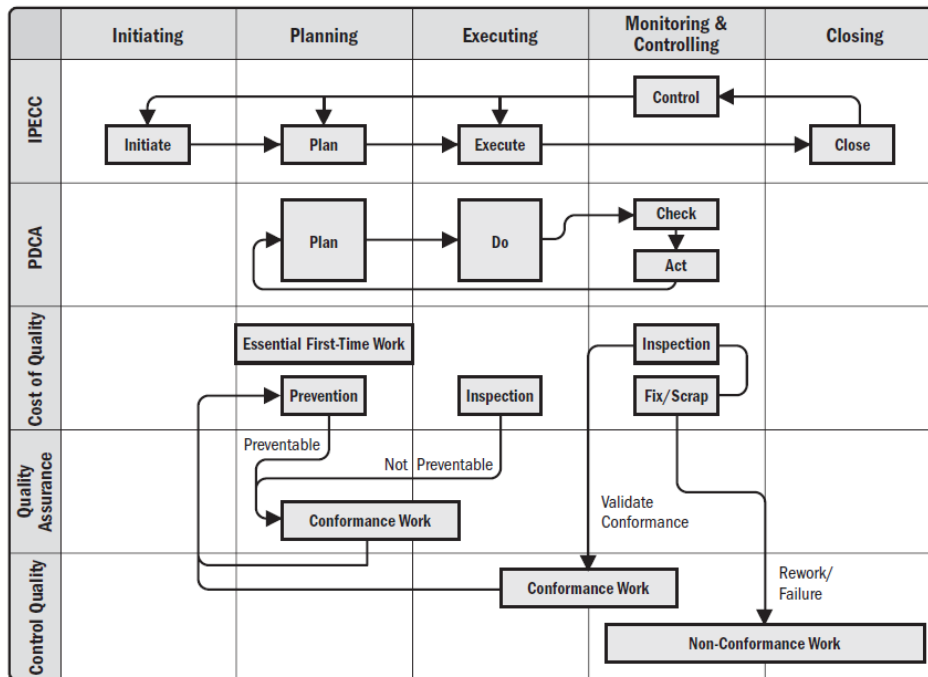 Initiating
Planning
Executing
Monitoring &
Controlling
Closing
IPECC
Control
Initiate
Plan
Execute
Close
PDCA
Plan
Do
Check
Act
Cost of Quality
Essential First-Time Work
Inspection
Prevention
Inspection
Fix/Scrap
Quality
Assurance
Preventable
Not Preventable
Conformance Work
Validate
Conformance
Control Quality
Conformance Work
Rework/
Failure
Non-Conformance Work